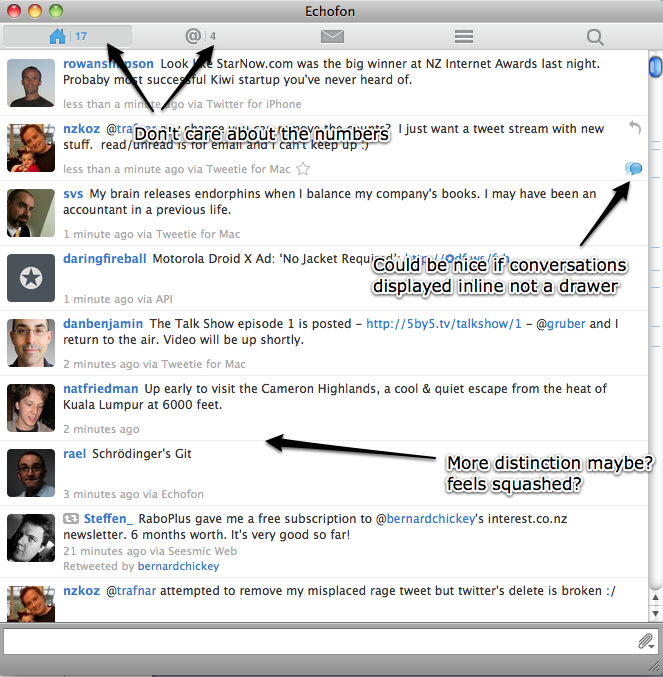 Echofon
17
@ 4
rowansimpson Look like StarNow.com was the big winner at NZ Internet Awards last night.
Probaby most successful Kiwi startup you've never heard of.
less than a minute ago via Twitter for iPhone
Don't care about the numbers
nzkoz @trafnar any chance you can remove the counts? I just want a tweet stream with new
stuff. read/unread is for email and I can't keep up :)
less than a minute ago via Tweetie for Mac
svs My brain releases endorphins when I balance my company's books. I may have been an
accountant in a previous life.
1 minute ago via Tweetie for Mac
daringfireball Motorola Droid X Ad: ‘No Jacket Required’:
1 minute ago via API
Could be nice if conversations
displayed inline not a drawer
danbenjamin The Talk Show episode 1 is posted - http://5by5.tv/talkshow/1 - @gruber and I
return to the air. Video will be up shortly.
2 minutes ago via Tweetie for Mac
natfriedman Up early to visit the Cameron Highlands, a cool & quiet escape from the heat of
Kuala Lumpur at 6000 feet.
2 minutes ago
rael Schrödinger's Git
3 minutes ago via Echofon
More distinction maybe?
feels squashed?
Steffen_ RaboPlus gave me a free subscription to @bernardchickey's interest.co.nz
newsletter. 6 months worth. It's very good so far!
21 minutes ago via Seesmic Web
Retweeted by bernardchickey
nzkoz @trafnar attempted to remove my misplaced rage tweet but twitter's delete is broken :/